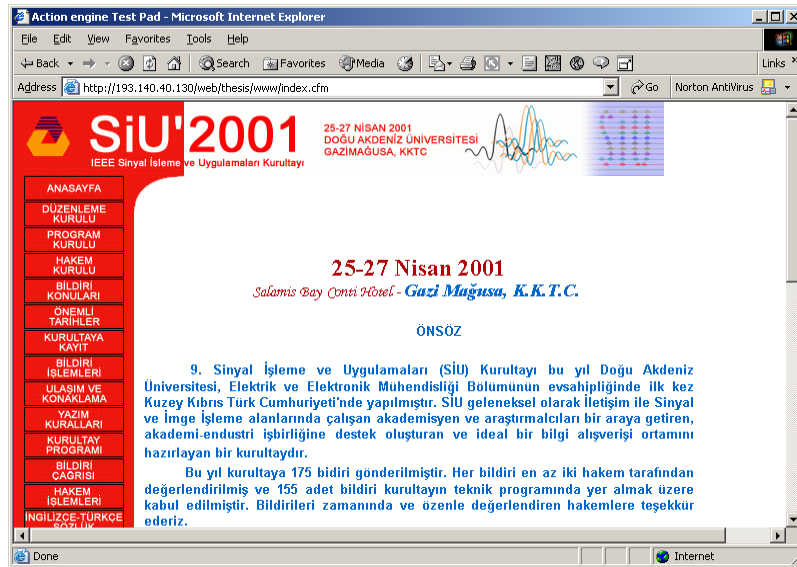 Action engine Test Pad - Microsoft Internet Explorer
File Edit View Favorites Tools Help
Back Search Favorites Media Links
Address http://193.140.40.130/web/thesis/www/index.cfm Go Norton AntiVirus
SiU'2001
IEEE Sinyal İşleme ve Uygulamaları Kurultayı
25-27 NİSAN 2001
DOĞU AKDENİZ ÜNİVERSİTESİ
GAZİMAĞUSA, KKTC
ANASAYFA
DÜZENLEME
KURULU
PROGRAM
KURULU
HAKEM
KURULU
BİLDİRİ
KONULARI
ÖNEMLİ
TARİHLER
KURULTAYA
KAYIT
BİLDİRİ
İŞLEMLERİ
ULAŞIM VE
KONAKLAMA
YAZIM
KURALLARI
KURULTAY
PROGRAMI
BİLDİRİ
ÇAĞRISI
HAKEM
İŞLEMLERİ
İNGİLİZCE-TÜRKÇE
SÖZLÜK
25-27 Nisan 2001
Salamis Bay Conti Hotel - Gazi Mağusa, K.K.T.C.
ÖNSÖZ
9. Sinyal İşleme ve Uygulamaları (SİU) Kurultayı bu yıl Doğu Akdeniz
Üniversitesi, Elektrik ve Elektronik Mühendisliği Bölümünün evsahipliğinde ilk kez
Kuzey Kıbrıs Türk Cumhuriyeti'nde yapılmıştır. SİU geleneksel olarak İletişim ile Sinyal
ve İmge İşleme alanlarında çalışan akademisyen ve araştırmalcıları bir araya getiren,
akademi-endustri işbirliğine destek oluşturan ve ideal bir bilgi alışverişi ortamını
hazırlayan bir kurultaydır.
Bu yıl kurultaya 175 bidiri gönderilmiştir. Her bildiri en az iki hakem tarafından
değerlendirilmiş ve 155 adet bildiri kurultayın teknik programında yer almak üzere
kabul edilmiştir. Bildirileri zamanında ve özenle değerlendiren hakemlere teşekkür
ederiz.
Done Internet